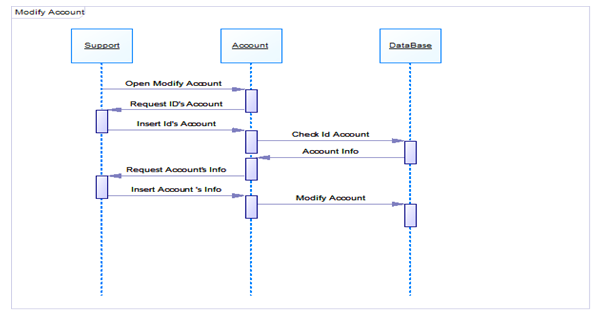 Modify Account
Support
Account
DataBase
Open Modify Account
Request ID's Account
Insert Id's Account
Check Id Account
Account Info
Request Account's Info
Insert Account 's Info
Modify Account